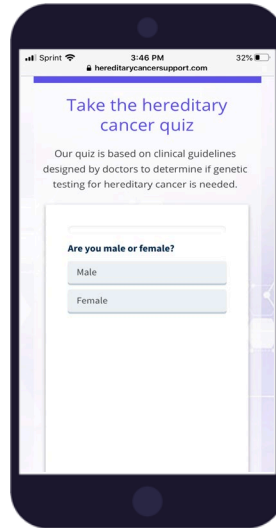 Sprint 3:46 PM 32%
hereditarycancersupport.com
Take the hereditary
cancer quiz
Our quiz is based on clinical guidelines
designed by doctors to determine if genetic
testing for hereditary cancer is needed.
Are you male or female?
Male
Female